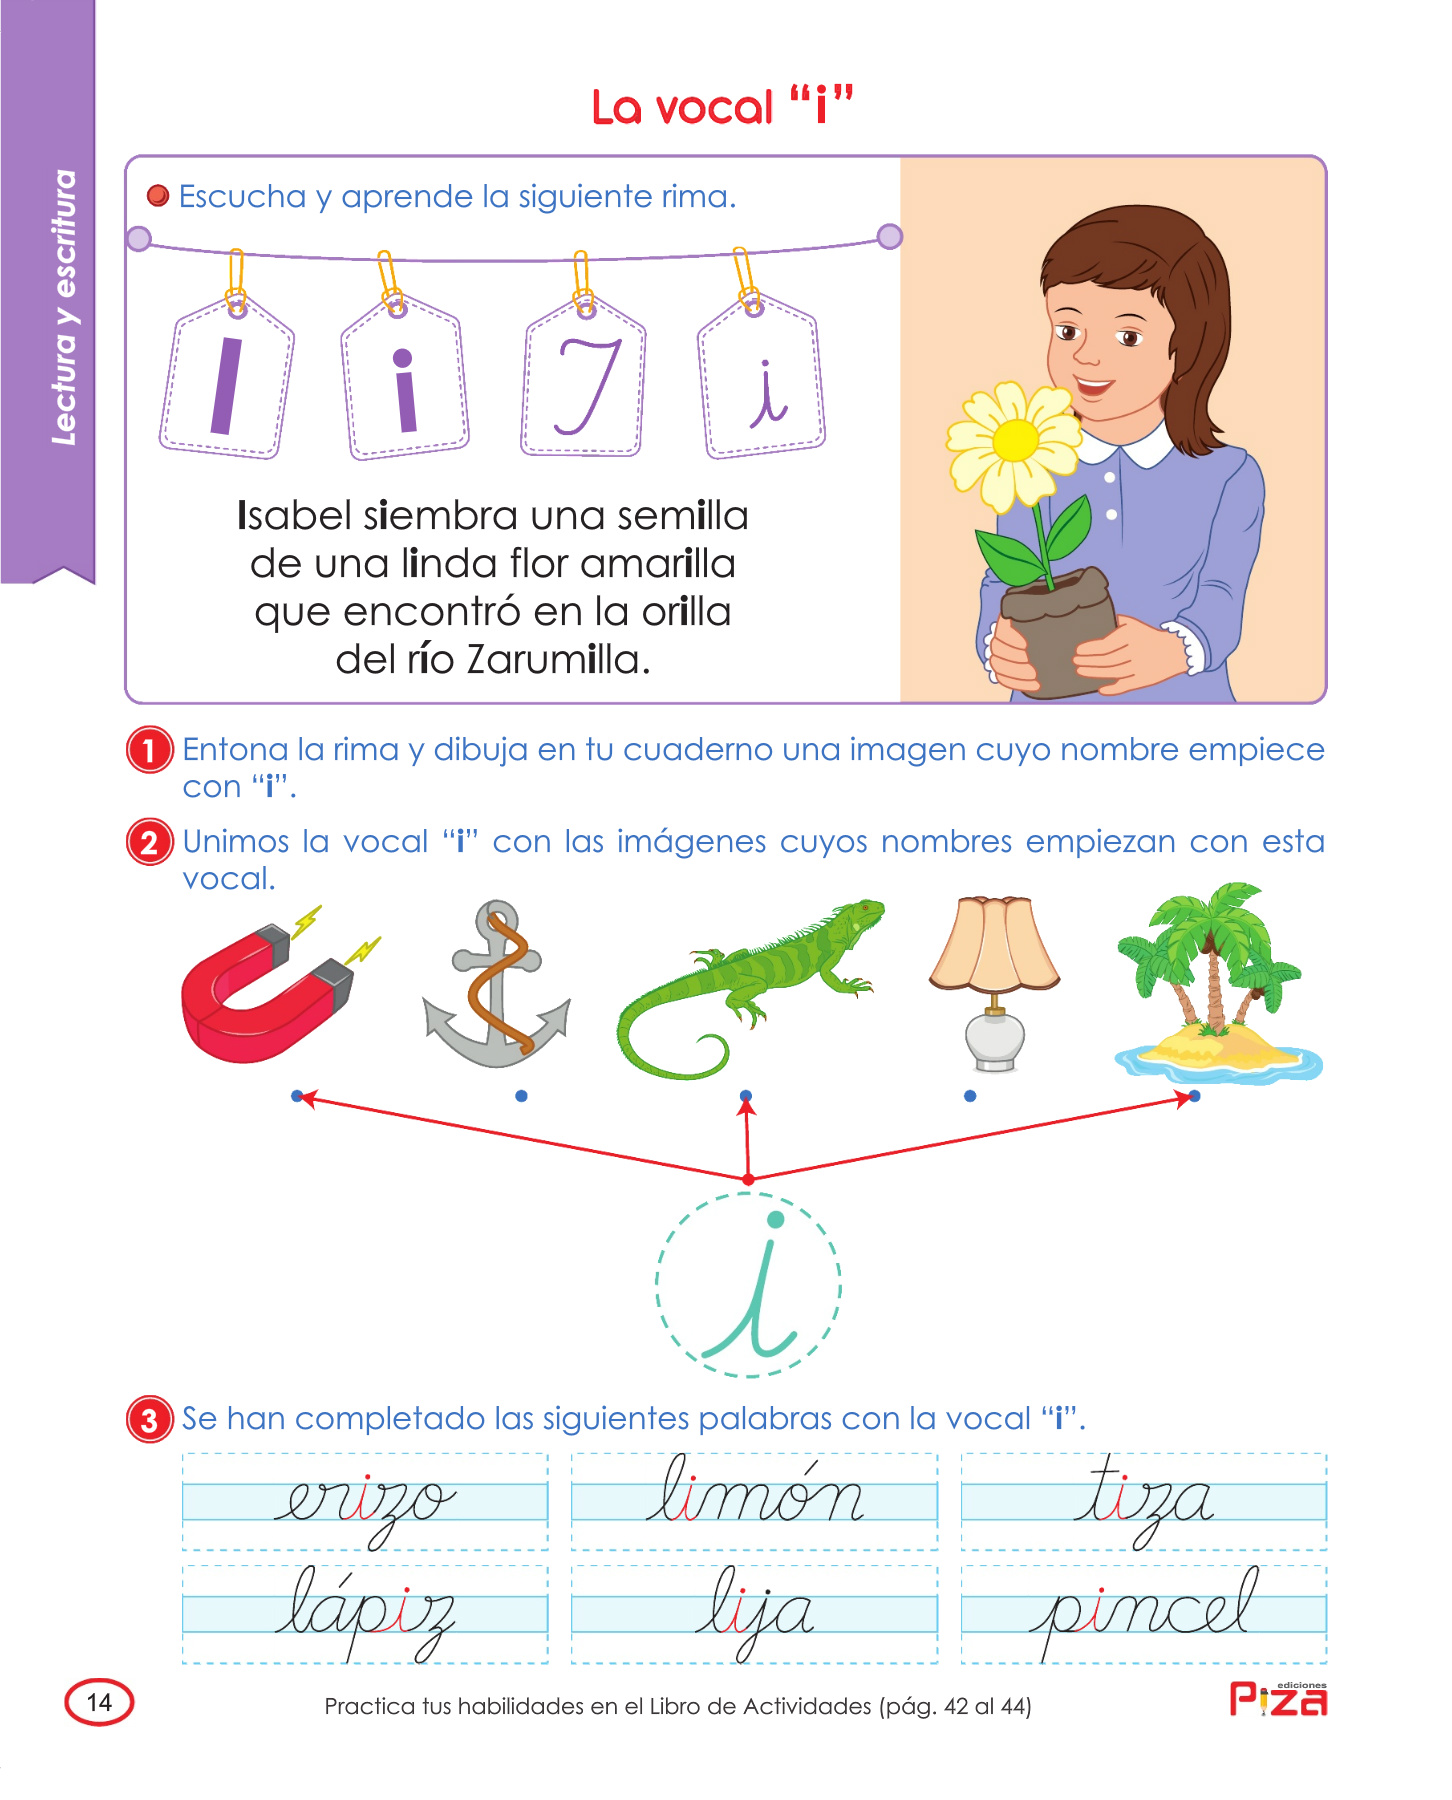 Lectura y escritura
La vocal “i”
Escucha y aprende la siguiente rima.
I i I i
Isabel siembra una semilla
de una linda flor amarilla
que encontró en la orilla
del río Zarumilla.
1 Entona la rima y dibuja en tu cuaderno una imagen cuyo nombre empiece
con “i”.
2 Unimos la vocal “i” con las imágenes cuyos nombres empiezan con esta
vocal.
i
3 Se han completado las siguientes palabras con la vocal “i”.
erizo limón tiza
lápiz lija pincel
14 Practica tus habilidades en el Libro de Actividades (pág. 42 al 44)
ediciones
Piza